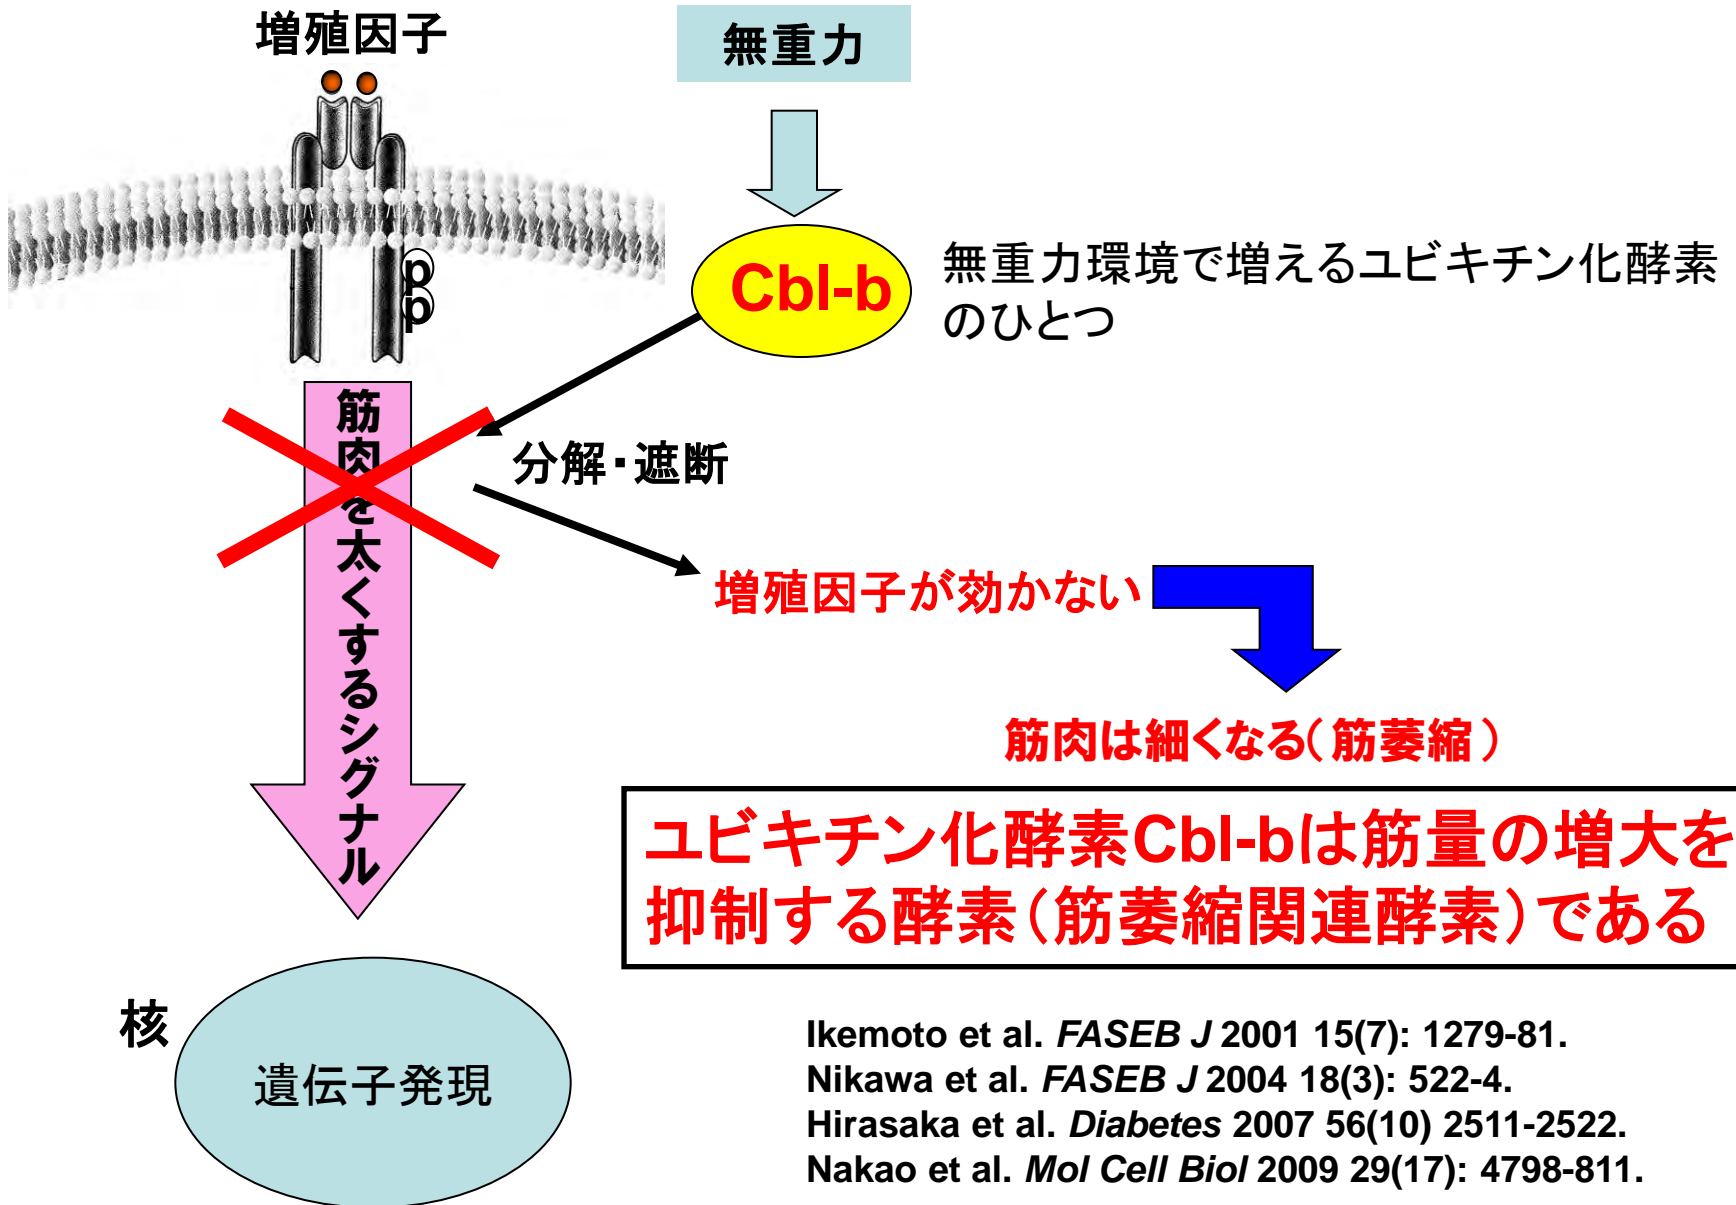 増殖因子
無重力
p
p
Cbl-b
無重力環境で増えるユビキチン化酵素
のひとつ
筋肉を太くするシグナル
分解・遮断
増殖因子が効かない
筋肉は細くなる(筋萎縮)
ユビキチン化酵素Cbl-bは筋量の増大を
抑制する酵素(筋萎縮関連酵素)である
核
遺伝子発現
Ikemoto et al. FASEB J 2001 15(7): 1279-81.
Nikawa et al. FASEB J 2004 18(3): 522-4.
Hirasaka et al. Diabetes 2007 56(10) 2511-2522.
Nakao et al. Mol Cell Biol 2009 29(17): 4798-811.